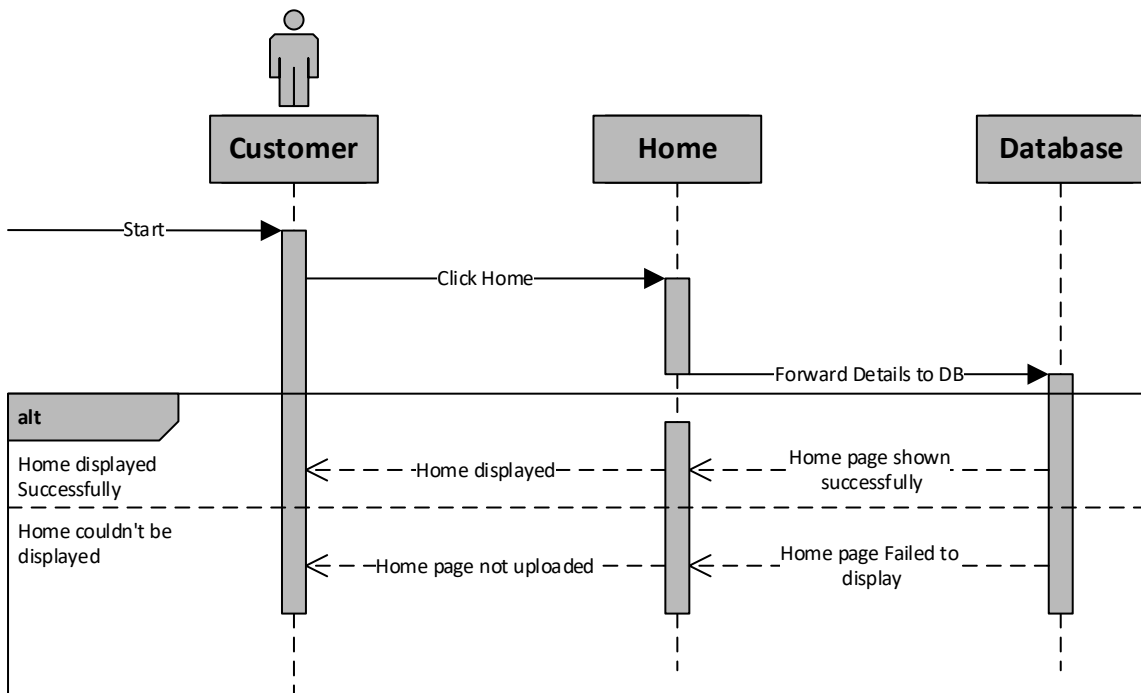 Customer
Home
Database
Start
Click Home
Forward Details to DB
alt
Home displayed
Successfully
Home displayed
Home page shown
successfully
Home couldn't be
displayed
Home page not uploaded
Home page Failed to
display